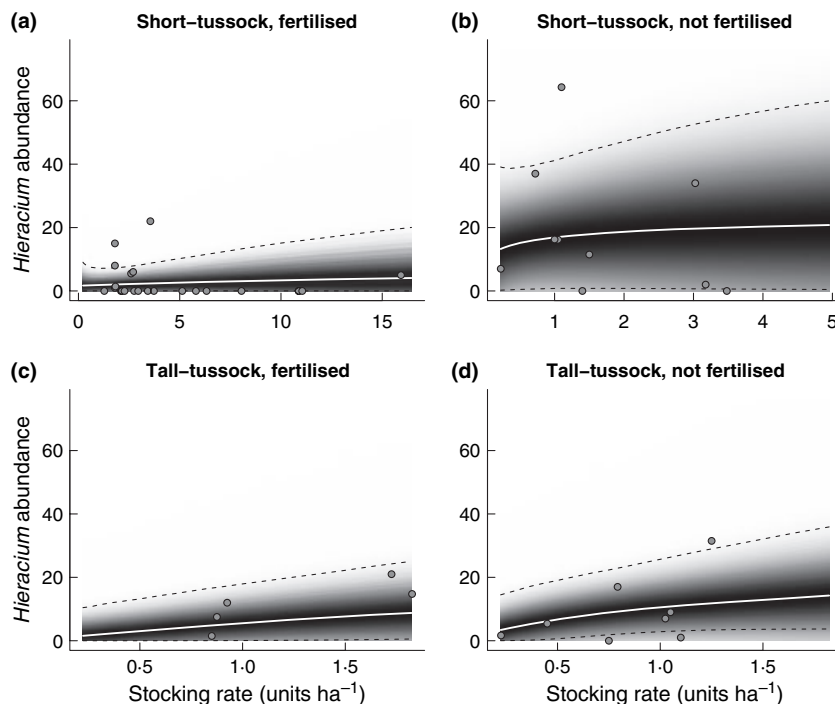 (a) Short–tussock, fertilised
Hieracium abundance
60
40
20
0
0 5 10 15
(b) Short–tussock, not fertilised
60
40
20
0
1 2 3 4 5
(c) Tall–tussock, fertilised
Hieracium abundance
60
40
20
0
0·5 1·0 1·5
Stocking rate (units ha⁻¹)
(d) Tall–tussock, not fertilised
60
40
20
0
0·5 1·0 1·5
Stocking rate (units ha⁻¹)